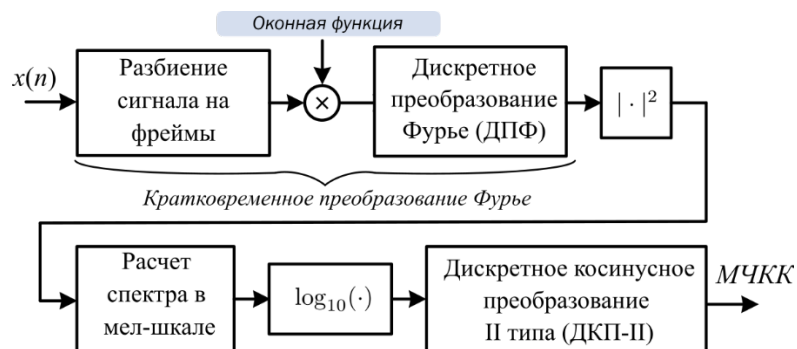 Оконная функция
x(n)
Разбиение
сигнала на
фреймы
×
Дискретное
преобразование
Фурье (ДПФ)
| · |²
Кратковременное преобразование Фурье
Расчет
спектра в
мел-шкале
log₁₀(·)
Дискретное косинусное
преобразование
II типа (ДКП-II)
МЧКК